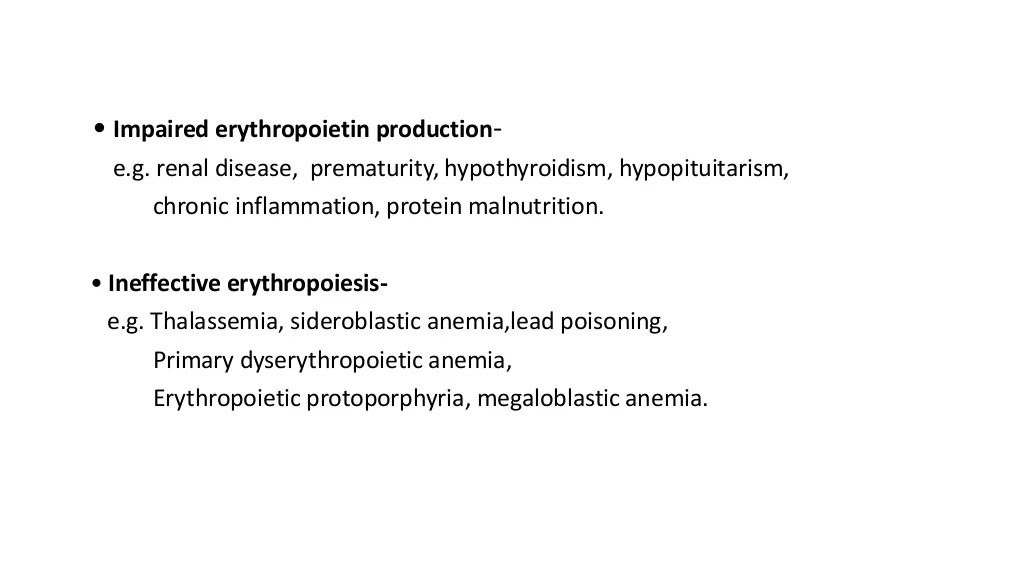 • Impaired erythropoietin production-
e.g. renal disease, prematurity, hypothyroidism, hypopituitarism,
chronic inflammation, protein malnutrition.
• Ineffective erythropoiesis-
e.g. Thalassemia, sideroblastic anemia,lead poisoning,
Primary dyserythropoietic anemia,
Erythropoietic protoporphyria, megaloblastic anemia.